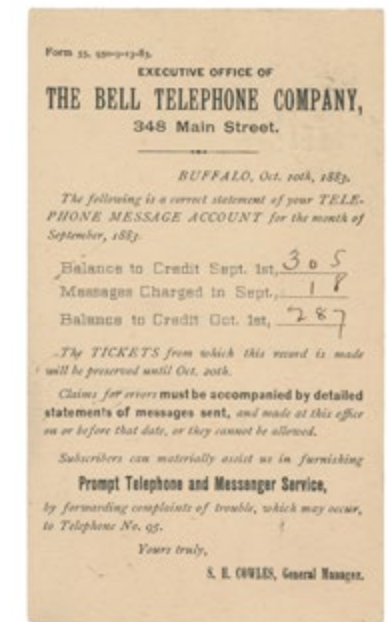 Form 55, 950-9-13-83.
EXECUTIVE OFFICE OF
THE BELL TELEPHONE COMPANY,
348 Main Street.
BUFFALO, Oct. 10th, 1883.
The following is a correct statement of your TELE-
PHONE MESSAGE ACCOUNT for the month of
September, 1883.
Balance to Credit Sept. 1st, 305
Messages Charged in Sept., 18
Balance to Credit Oct. 1st, 287
The TICKETS from which this record is made
will be preserved until Oct. 20th.
Claims for errors must be accompanied by detailed
statements of messages sent, and made at this office
on or before that date, or they cannot be allowed.
Subscribers can materially assist us in furnishing
Prompt Telephone and Messenger Service,
by forwarding complaints of trouble, which may occur,
to Telephone No. 95.
Yours truly,
S. B. COWLES, General Manager.